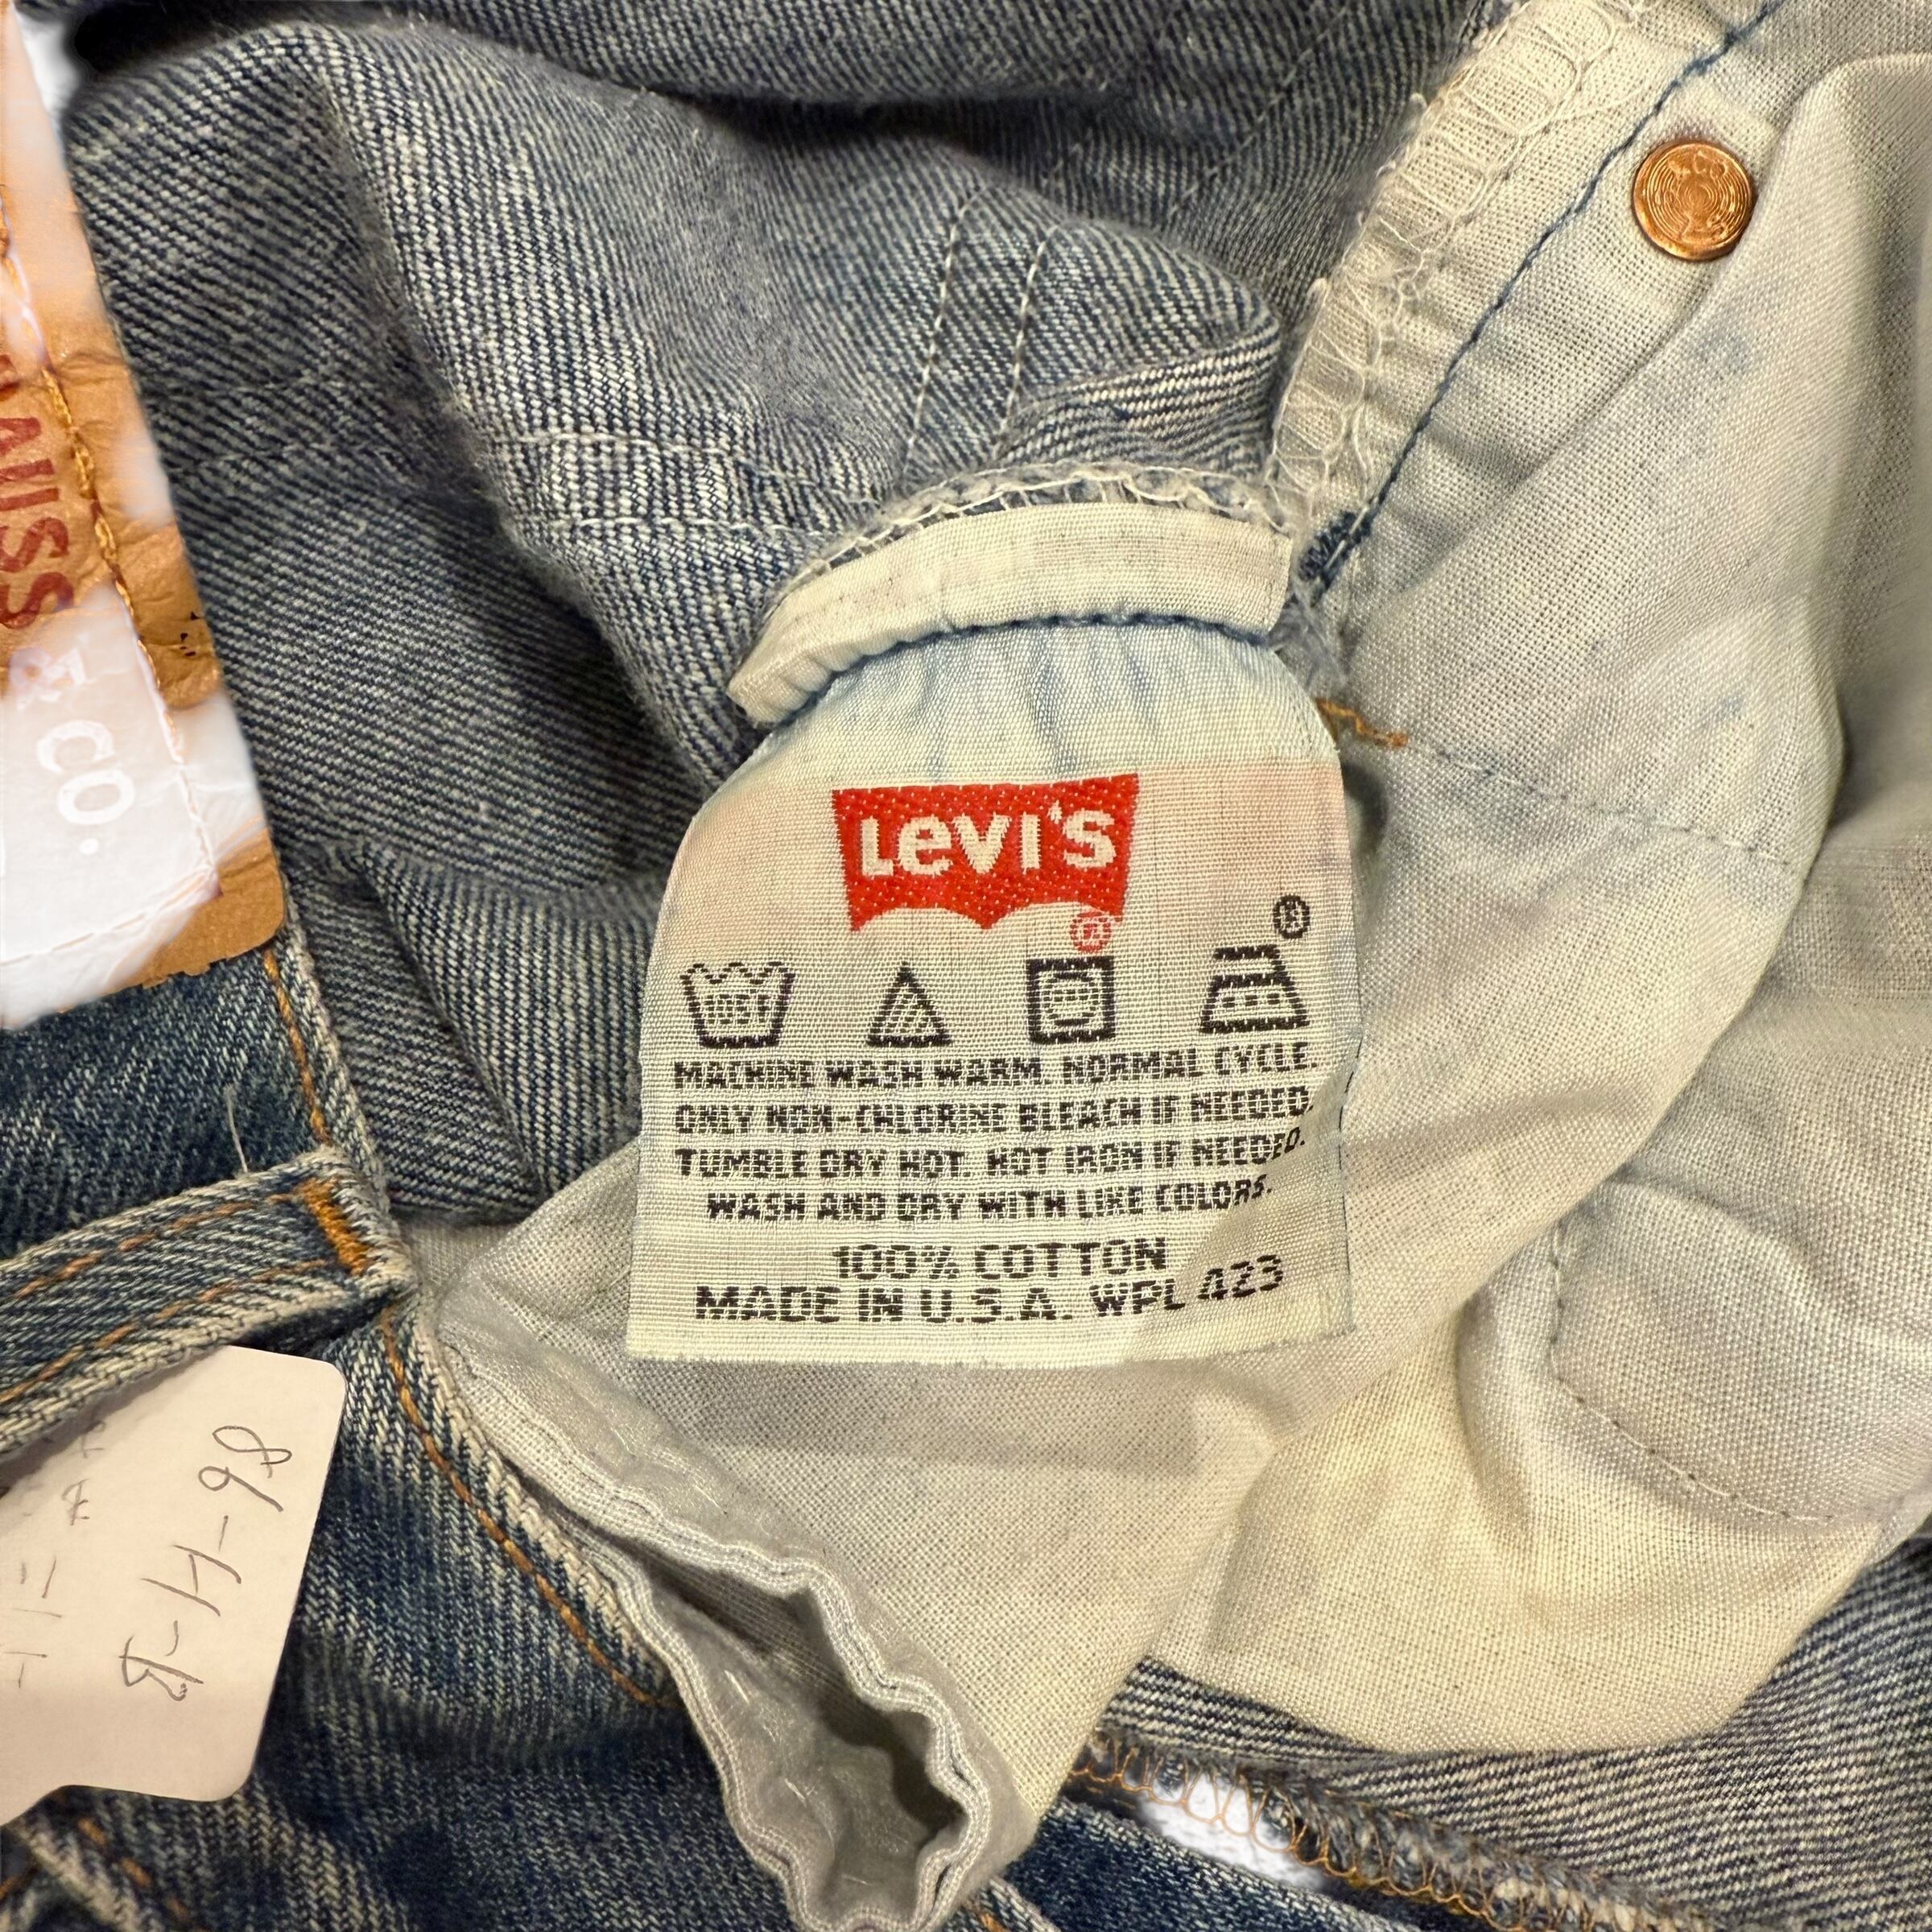 LEVI'S
®
®
105F
MACHINE WASH WARM. NORMAL CYCLE.
ONLY NON-CHLORINE BLEACH IF NEEDED.
TUMBLE DRY HOT. HOT IRON IF NEEDED.
WASH AND DRY WITH LIKE COLORS.
100% COTTON
MADE IN U.S.A. WPL 423
& CO.